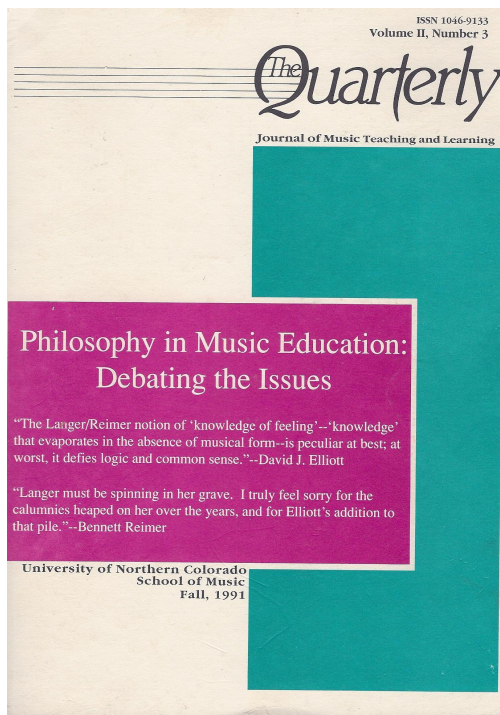 ISSN 1046-9133
Volume II, Number 3
The Quarterly
Journal of Music Teaching and Learning
Philosophy in Music Education:
Debating the Issues
“The Langer/Reimer notion of ‘knowledge of feeling’--‘knowledge’
that evaporates in the absence of musical form--is peculiar at best; at
worst, it defies logic and common sense.”--David J. Elliott
“Langer must be spinning in her grave.  I truly feel sorry for the
calumnies heaped on her over the years, and for Elliott’s addition to
that pile.”--Bennett Reimer
University of Northern Colorado
School of Music
Fall, 1991